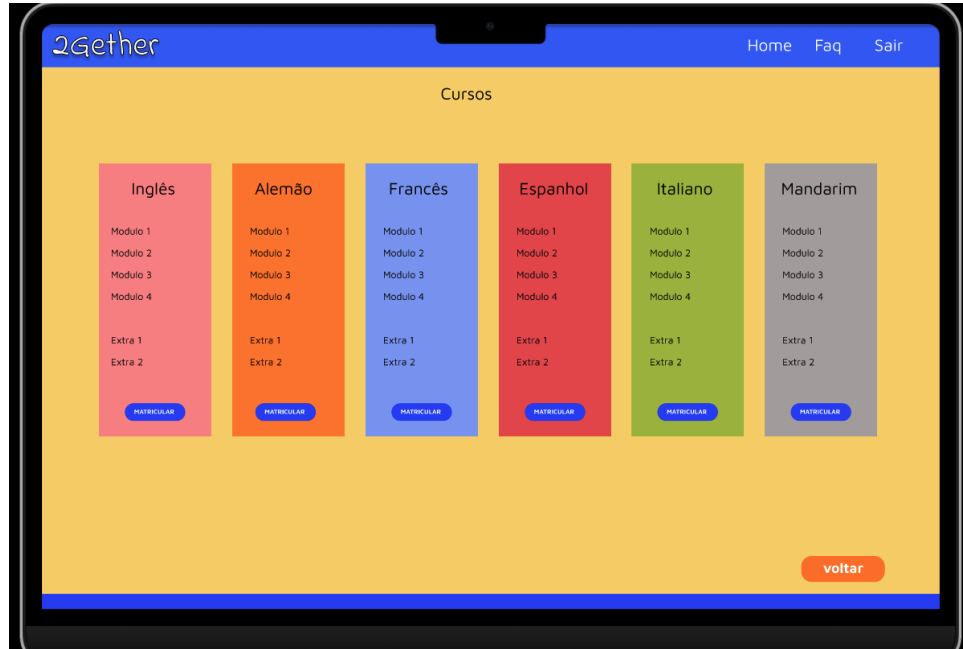 2Gether
Home Faq Sair
Cursos
Inglês
Modulo 1
Modulo 2
Modulo 3
Modulo 4
Extra 1
Extra 2
MATRICULAR
Alemão
Modulo 1
Modulo 2
Modulo 3
Modulo 4
Extra 1
Extra 2
MATRICULAR
Francês
Modulo 1
Modulo 2
Modulo 3
Modulo 4
Extra 1
Extra 2
MATRICULAR
Espanhol
Modulo 1
Modulo 2
Modulo 3
Modulo 4
Extra 1
Extra 2
MATRICULAR
Italiano
Modulo 1
Modulo 2
Modulo 3
Modulo 4
Extra 1
Extra 2
MATRICULAR
Mandarim
Modulo 1
Modulo 2
Modulo 3
Modulo 4
Extra 1
Extra 2
MATRICULAR
voltar